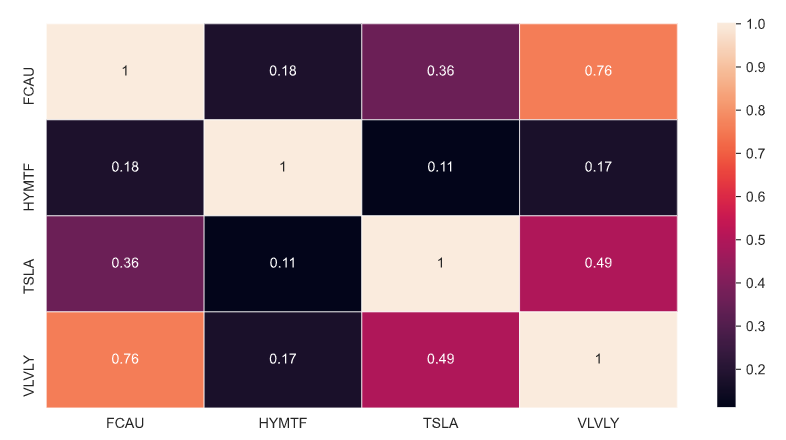 FCAU 1 0.18 0.36 0.76
HYMTF 0.18 1 0.11 0.17
TSLA 0.36 0.11 1 0.49
VLVLY 0.76 0.17 0.49 1
FCAU HYMTF TSLA VLVLY
1.0
0.9
0.8
0.7
0.6
0.5
0.4
0.3
0.2